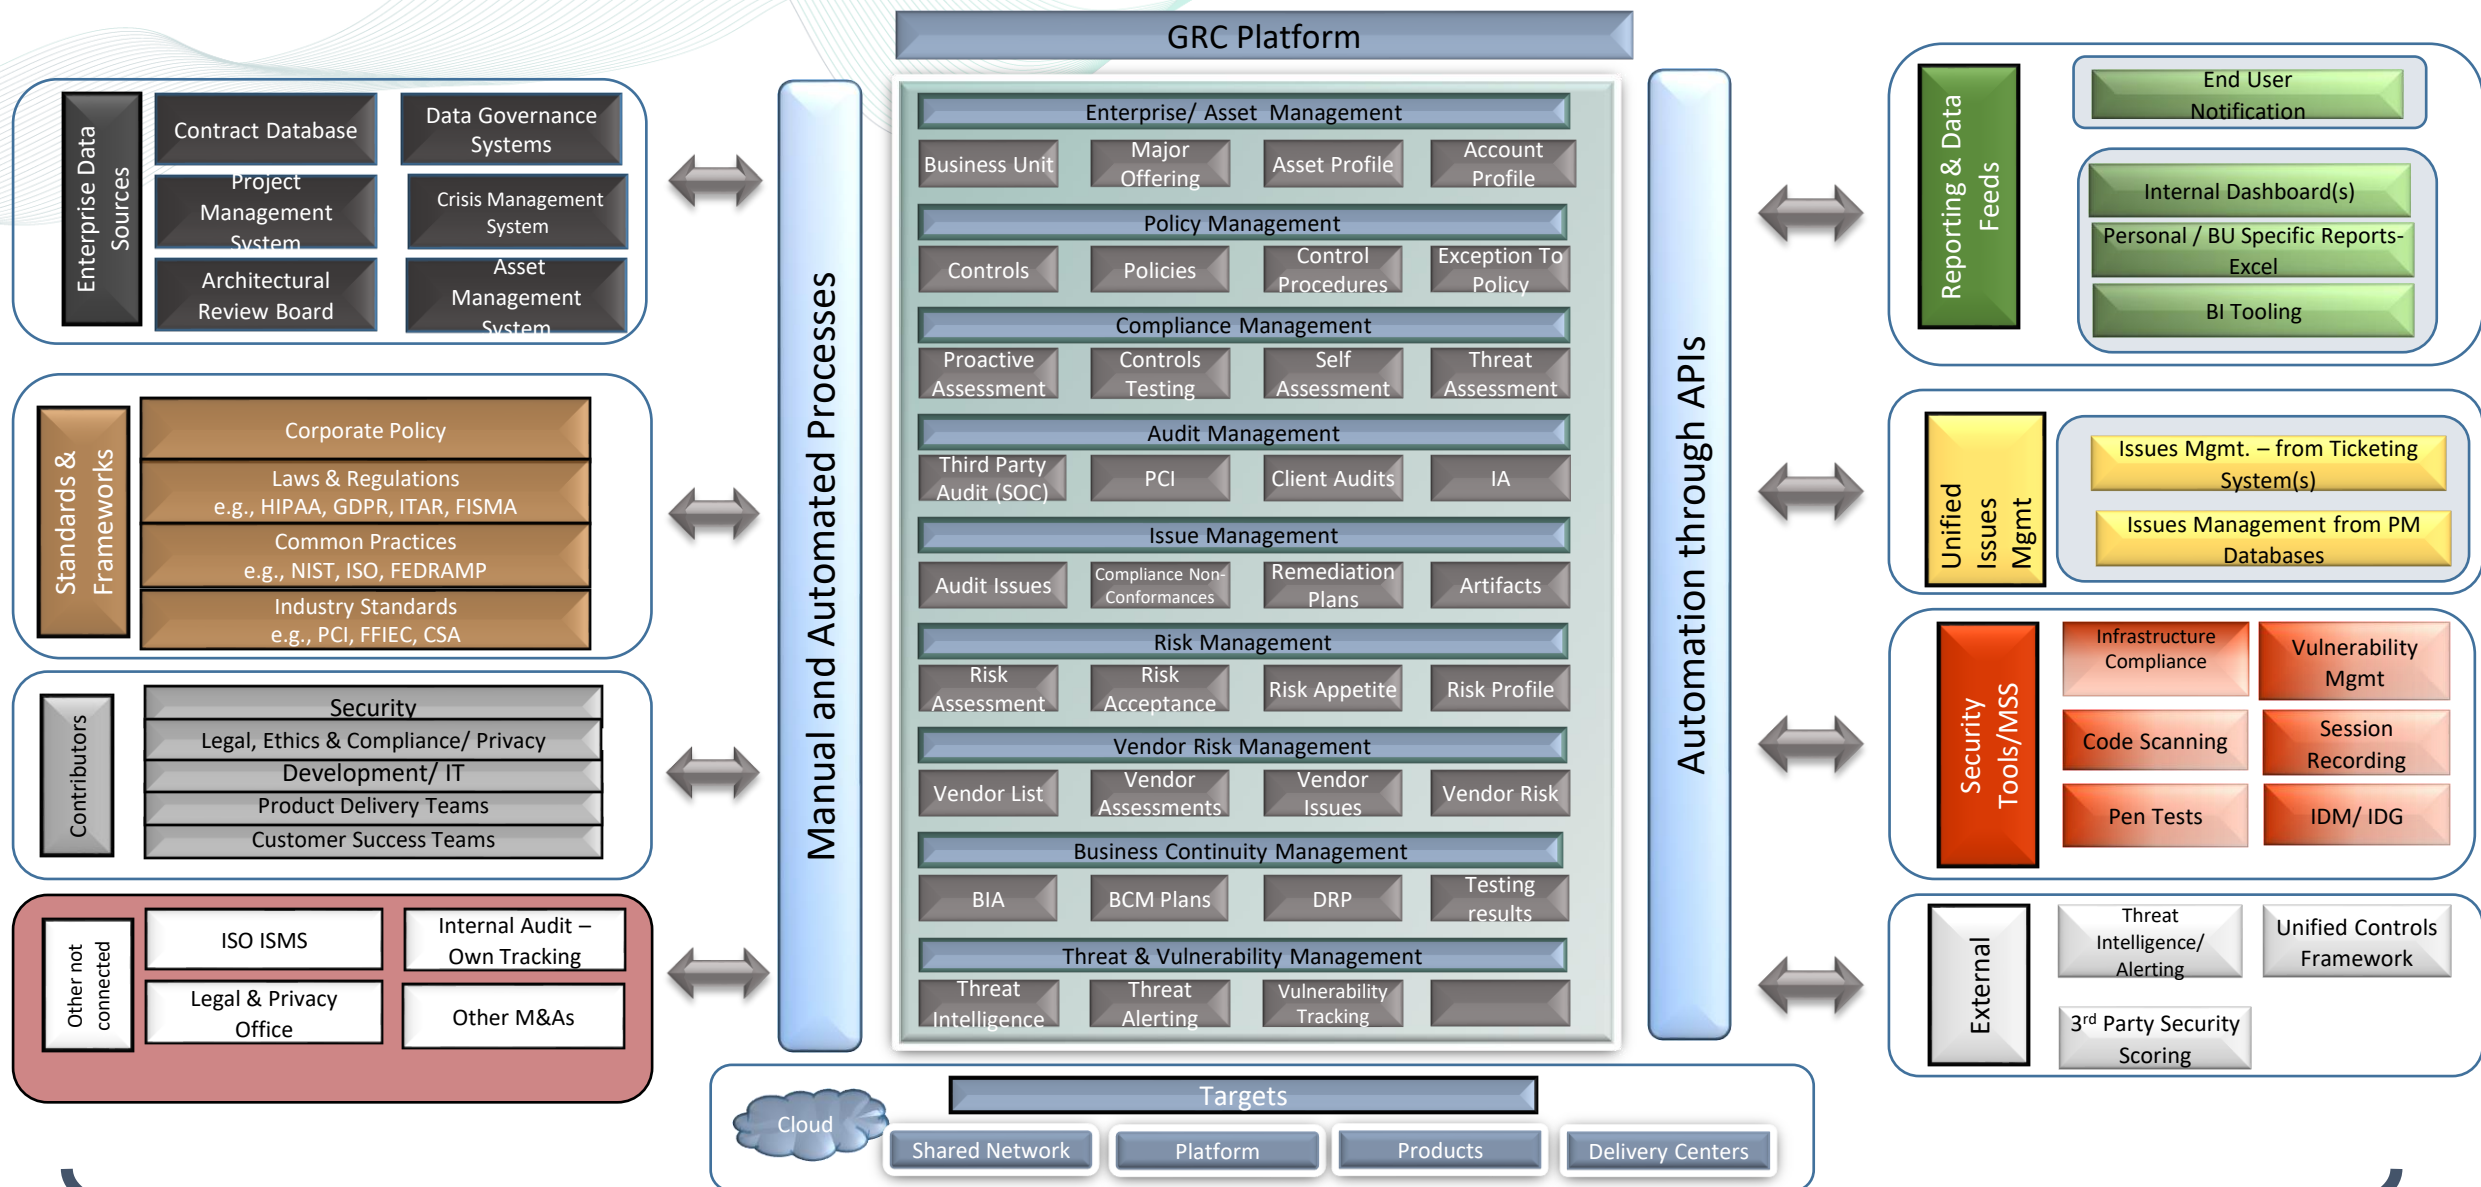 GRC Platform
Enterprise Data
Sources
Contract Database
Data Governance
Systems
Project
Management
System
Crisis Management
System
Architectural
Review Board
Asset
Management
System
Standards &
Frameworks
Corporate Policy
Laws & Regulations
e.g., HIPAA, GDPR, ITAR, FISMA
Common Practices
e.g., NIST, ISO, FEDRAMP
Industry Standards
e.g., PCI, FFIEC, CSA
Contributors
Security
Legal, Ethics & Compliance/ Privacy
Development/ IT
Product Delivery Teams
Customer Success Teams
Other not
connected
ISO ISMS
Internal Audit –
Own Tracking
Legal & Privacy
Office
Other M&As
Manual and Automated Processes
Enterprise/ Asset Management
Business Unit
Major
Offering
Asset Profile
Account
Profile
Policy Management
Controls
Policies
Control
Procedures
Exception To
Policy
Compliance Management
Proactive
Assessment
Controls
Testing
Self
Assessment
Threat
Assessment
Audit Management
Third Party
Audit (SOC)
PCI
Client Audits
IA
Issue Management
Audit Issues
Compliance Non-
Conformances
Remediation
Plans
Artifacts
Risk Management
Risk
Assessment
Risk
Acceptance
Risk Appetite
Risk Profile
Vendor Risk Management
Vendor List
Vendor
Assessments
Vendor
Issues
Vendor Risk
Business Continuity Management
BIA
BCM Plans
DRP
Testing
results
Threat & Vulnerability Management
Threat
Intelligence
Threat
Alerting
Vulnerability
Tracking
Automation through APIs
Reporting & Data
Feeds
End User
Notification
Internal Dashboard(s)
Personal / BU Specific Reports-
Excel
BI Tooling
Unified
Issues
Mgmt
Issues Mgmt. – from Ticketing
System(s)
Issues Management from PM
Databases
Security
Tools/MSS
Infrastructure
Compliance
Vulnerability
Mgmt
Code Scanning
Session
Recording
Pen Tests
IDM/ IDG
External
Threat
Intelligence/
Alerting
Unified Controls
Framework
3rd Party Security
Scoring
Targets
Cloud
Shared Network
Platform
Products
Delivery Centers